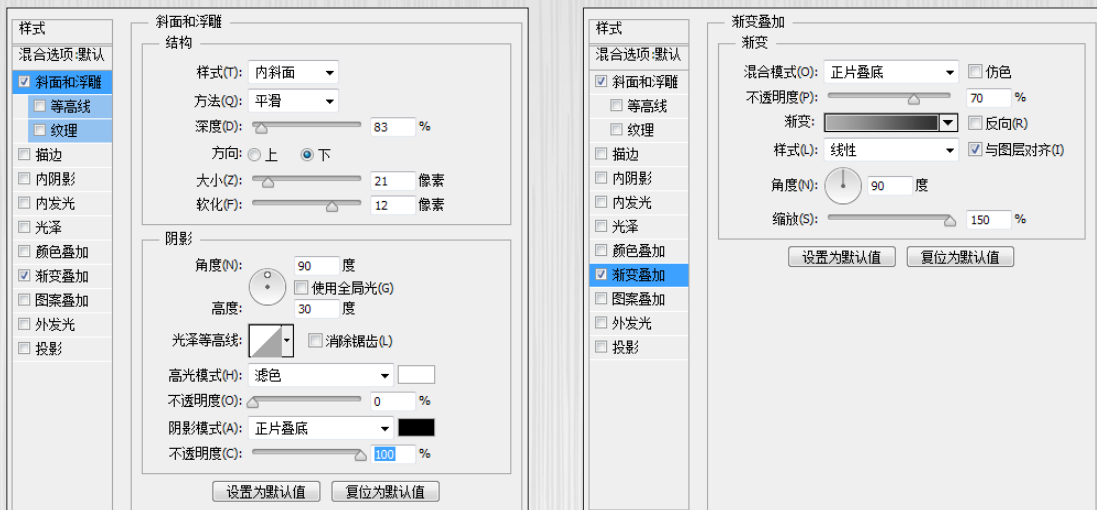 样式
混合选项:默认
斜面和浮雕
等高线
纹理
描边
内阴影
内发光
光泽
颜色叠加
渐变叠加
图案叠加
外发光
投影
斜面和浮雕
结构
样式(T): 内斜面
方法(Q): 平滑
深度(D): 83 %
方向: 上 下
大小(Z): 21 像素
软化(F): 12 像素
阴影
角度(N): 90 度
使用全局光(G)
高度: 30 度
光泽等高线: 消除锯齿(L)
高光模式(H): 滤色
不透明度(O): 0 %
阴影模式(A): 正片叠底
不透明度(C): 100 %
设置为默认值 复位为默认值
样式
混合选项:默认
斜面和浮雕
等高线
纹理
描边
内阴影
内发光
光泽
颜色叠加
渐变叠加
图案叠加
外发光
投影
渐变叠加
渐变
混合模式(O): 正片叠底 仿色
不透明度(P): 70 %
渐变: 反向(R)
样式(L): 线性 与图层对齐(I)
角度(N): 90 度
缩放(S): 150 %
设置为默认值 复位为默认值